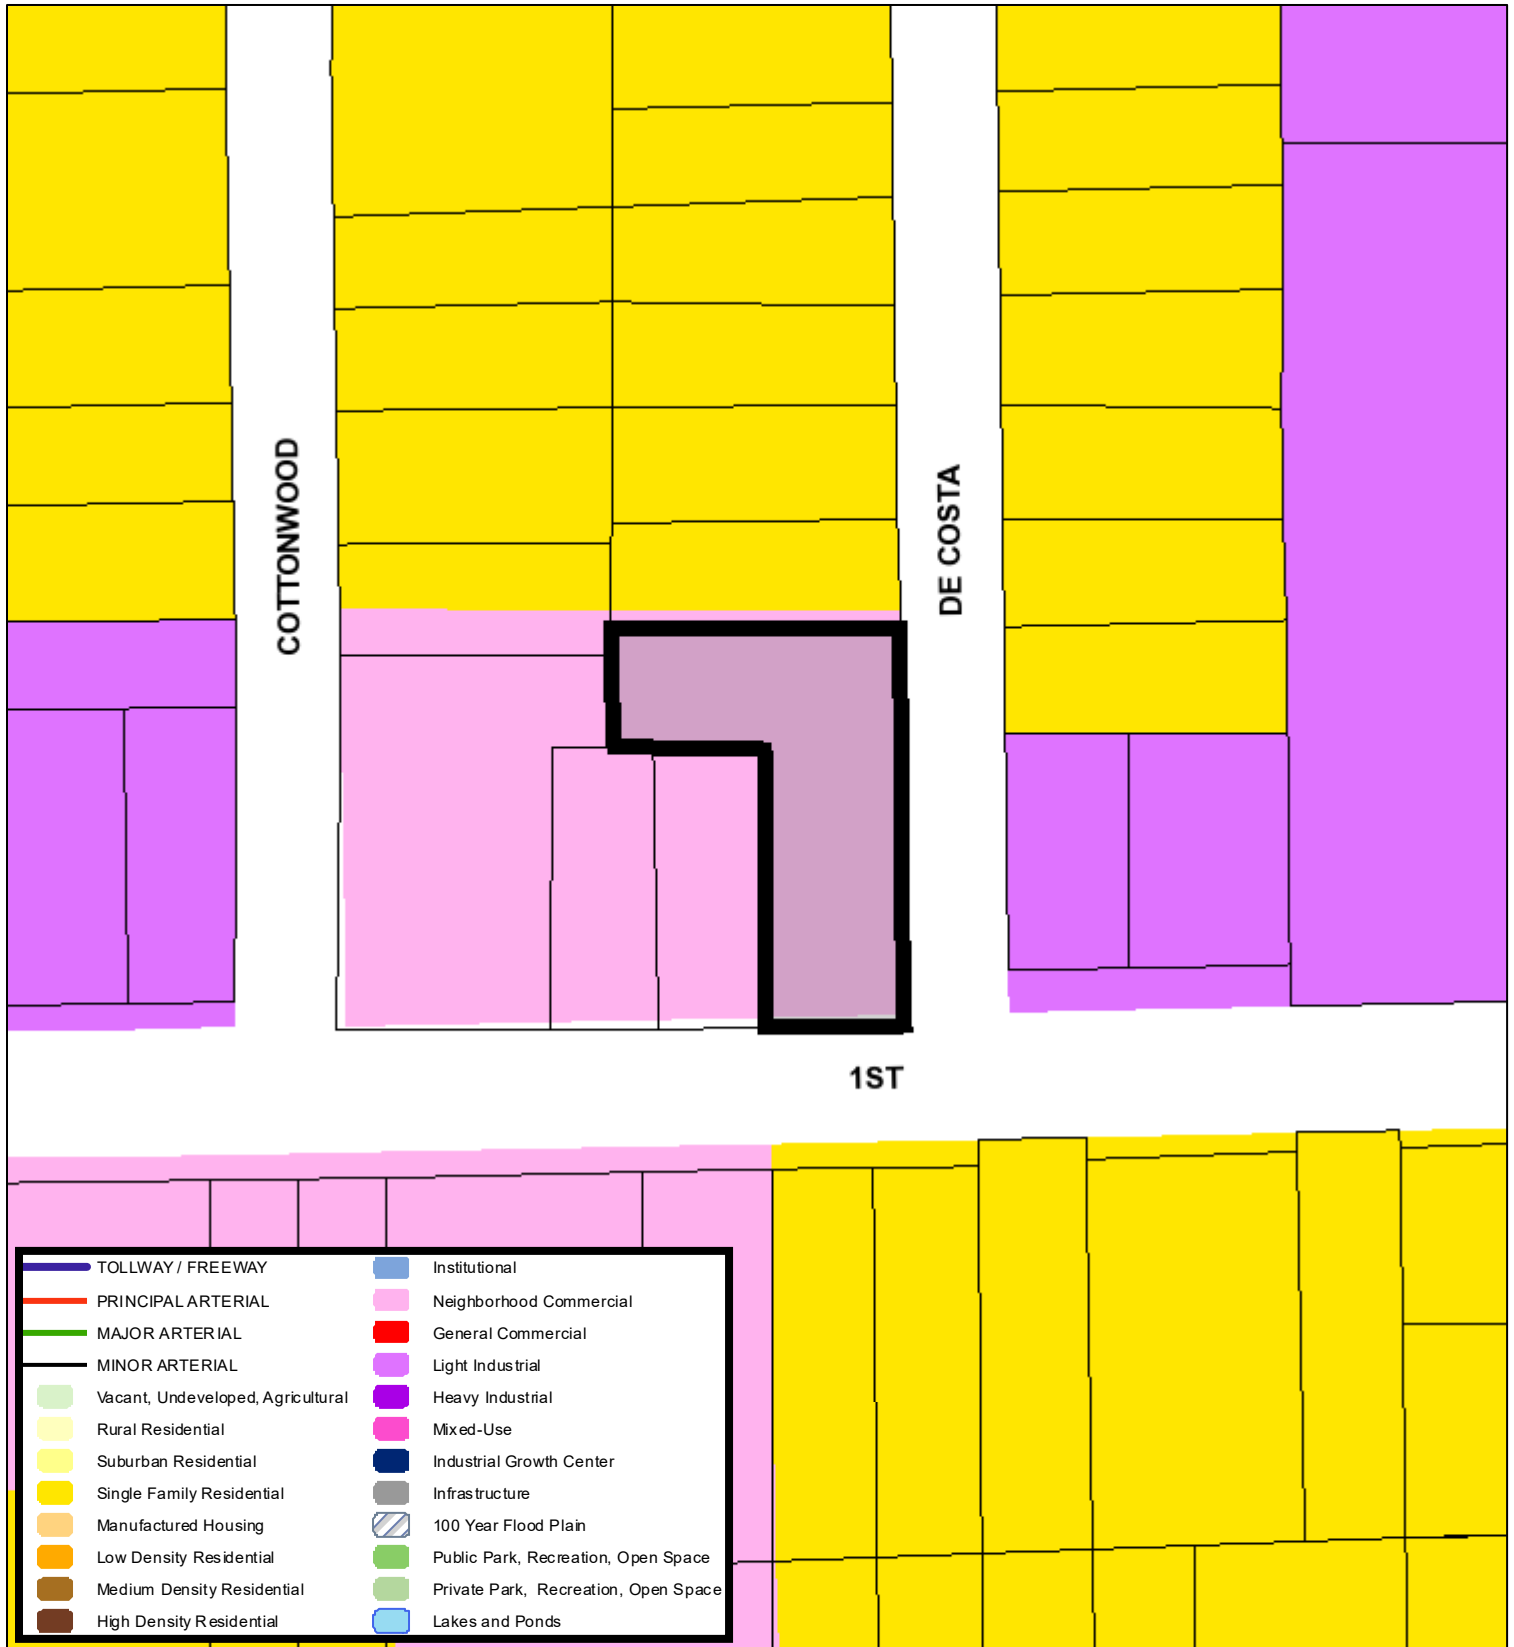 COTTONWOOD
DE COSTA
1ST
TOLLWAY / FREEWAY
PRINCIPAL ARTERIAL
MAJOR ARTERIAL
MINOR ARTERIAL
Vacant, Undeveloped, Agricultural
Rural Residential
Suburban Residential
Single Family Residential
Manufactured Housing
Low Density Residential
Medium Density Residential
High Density Residential
Institutional
Neighborhood Commercial
General Commercial
Light Industrial
Heavy Industrial
Mixed-Use
Industrial Growth Center
Infrastructure
100 Year Flood Plain
Public Park, Recreation, Open Space
Private Park, Recreation, Open Space
Lakes and Ponds